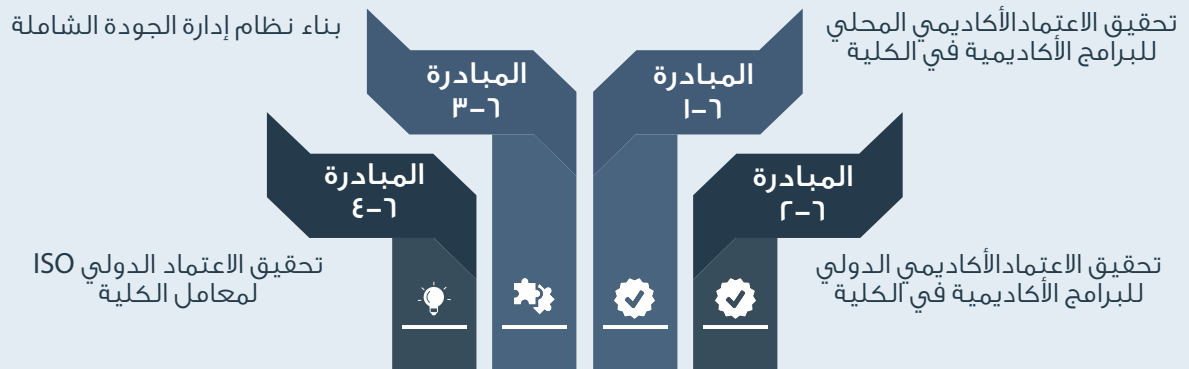 تحقيق الاعتمادالأكاديمي المحلي
للبرامج الأكاديمية في الكلية
المبادرة
٦-١
تحقيق الاعتمادالأكاديمي الدولي
للبرامج الأكاديمية في الكلية
المبادرة
٦-٢
بناء نظام إدارة الجودة الشاملة
المبادرة
٦-٣
تحقيق الاعتماد الدولي ISO
لمعامل الكلية
المبادرة
٦-٤